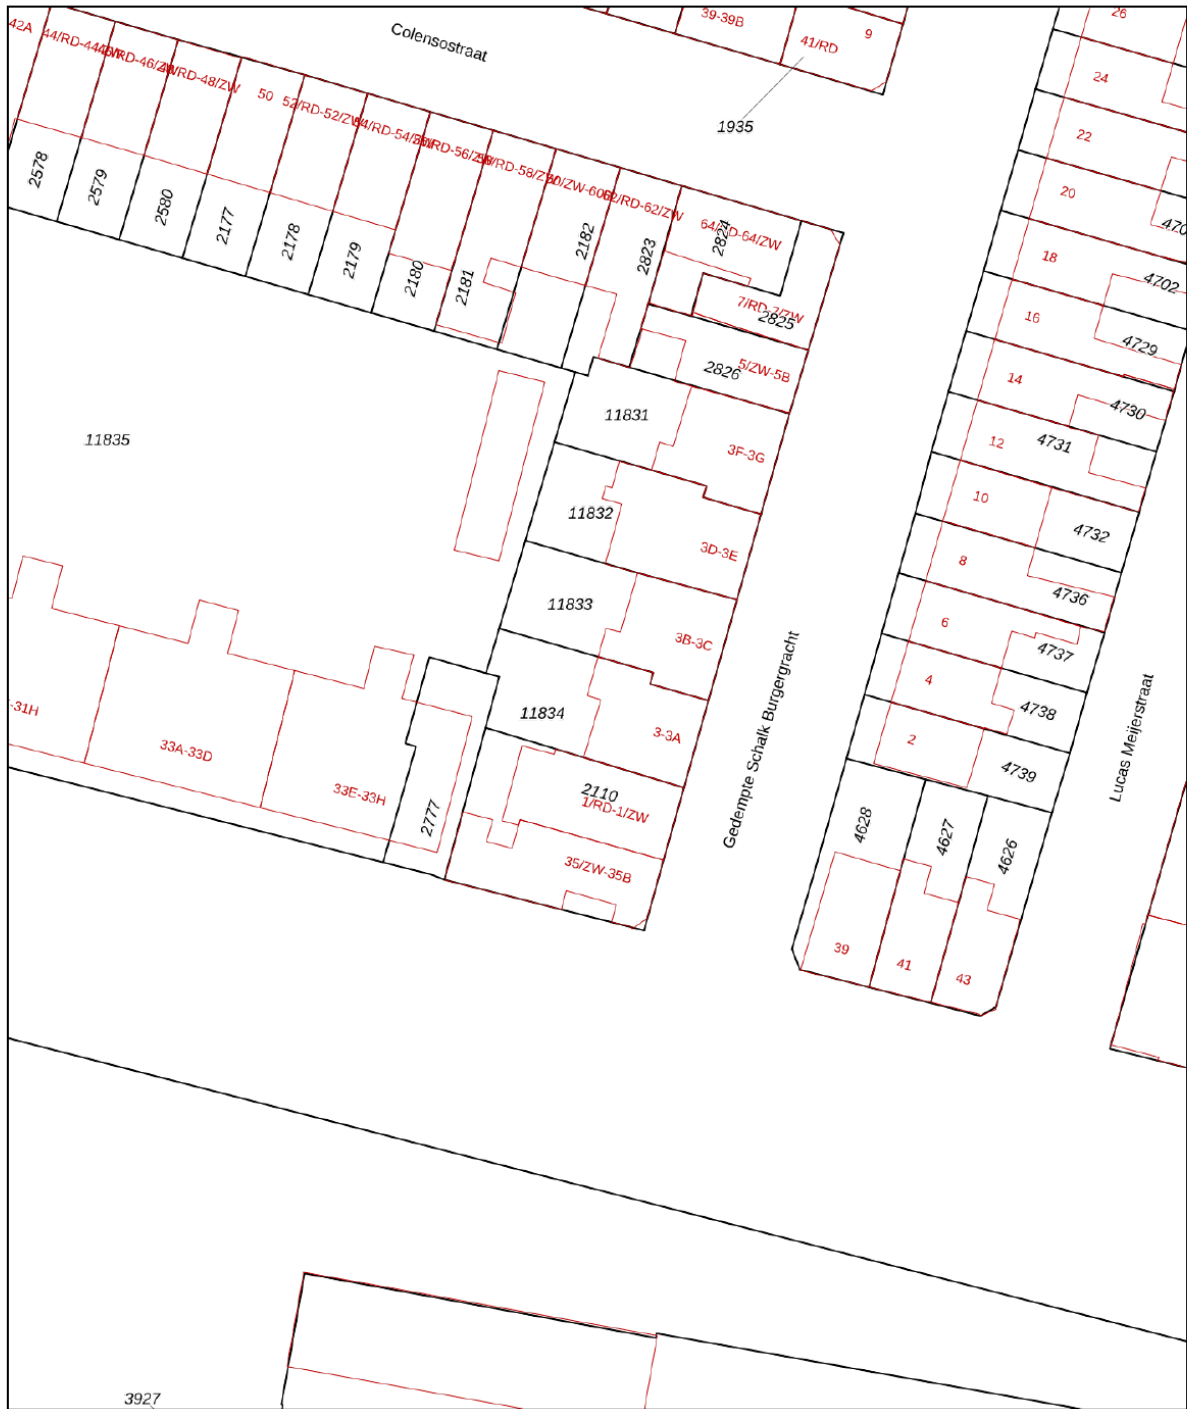 42A
44/RD-44/ZW
46/RD-46/ZW
48/RD-48/ZW
50
52/RD-52/ZW
54/RD-54/ZW
56/RD-56/ZW
58/RD-58/ZW
60/ZW-60B
62/RD-62/ZW
64/RD-64/ZW
Colensostraat
39-39B
41/RD
9
1935
26
24
22
20
18
16
14
12
10
8
6
4
2
2578
2579
2580
2177
2178
2179
2180
2181
2182
2823
2824
7/RD-7/ZW
2825
5/ZW-5B
2826
4702
4729
4730
4731
4732
4736
4737
4738
4739
11835
11831
3F-3G
11832
3D-3E
11833
3B-3C
11834
3-3A
2110
1/RD-1/ZW
35/ZW-35B
-31H
33A-33D
33E-33H
2777
Gedempte Schalk Burgergracht
Lucas Meijerstraat
4628
4627
4626
39
41
43
3927